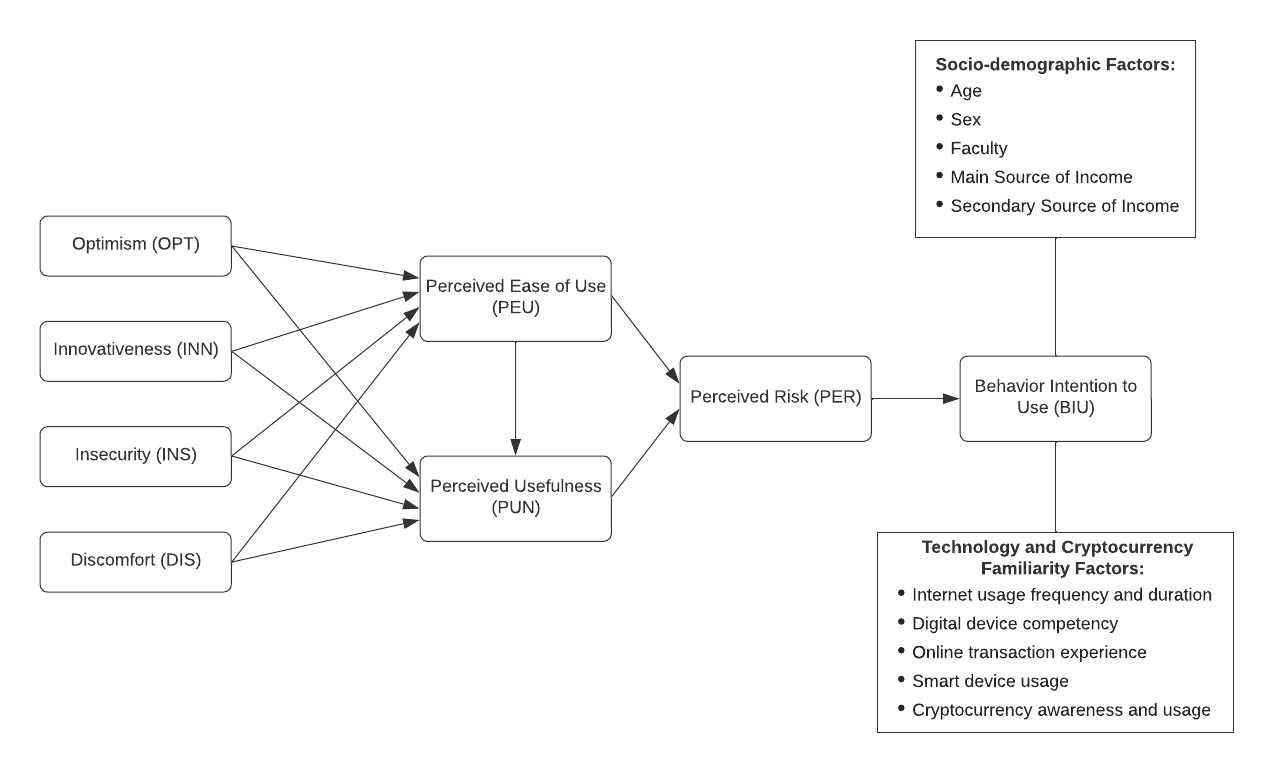 Socio-demographic Factors:
• Age
• Sex
• Faculty
• Main Source of Income
• Secondary Source of Income
Optimism (OPT)
Innovativeness (INN)
Insecurity (INS)
Discomfort (DIS)
Perceived Ease of Use
(PEU)
Perceived Usefulness
(PUN)
Perceived Risk (PER)
Behavior Intention to
Use (BIU)
Technology and Cryptocurrency
Familiarity Factors:
• Internet usage frequency and duration
• Digital device competency
• Online transaction experience
• Smart device usage
• Cryptocurrency awareness and usage